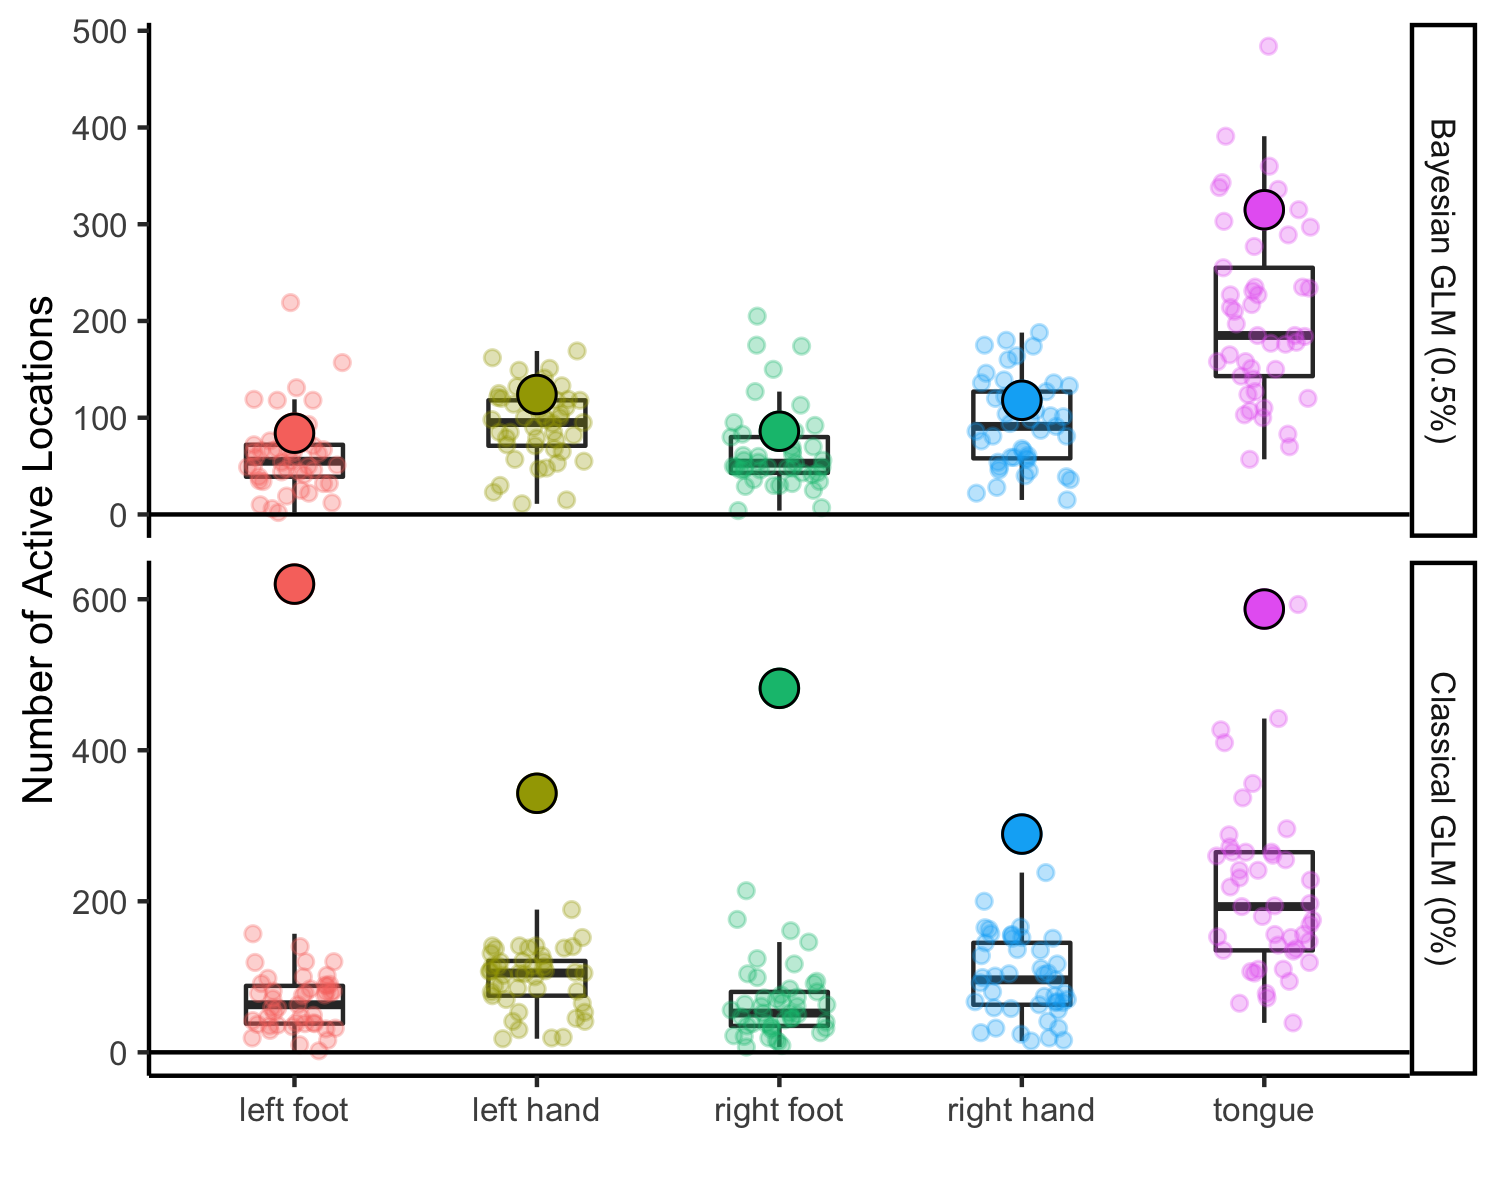 Number of Active Locations
500
400
300
200
100
0
Bayesian GLM (0.5%)
600
400
200
0
Classical GLM (0%)
left foot
left hand
right foot
right hand
tongue